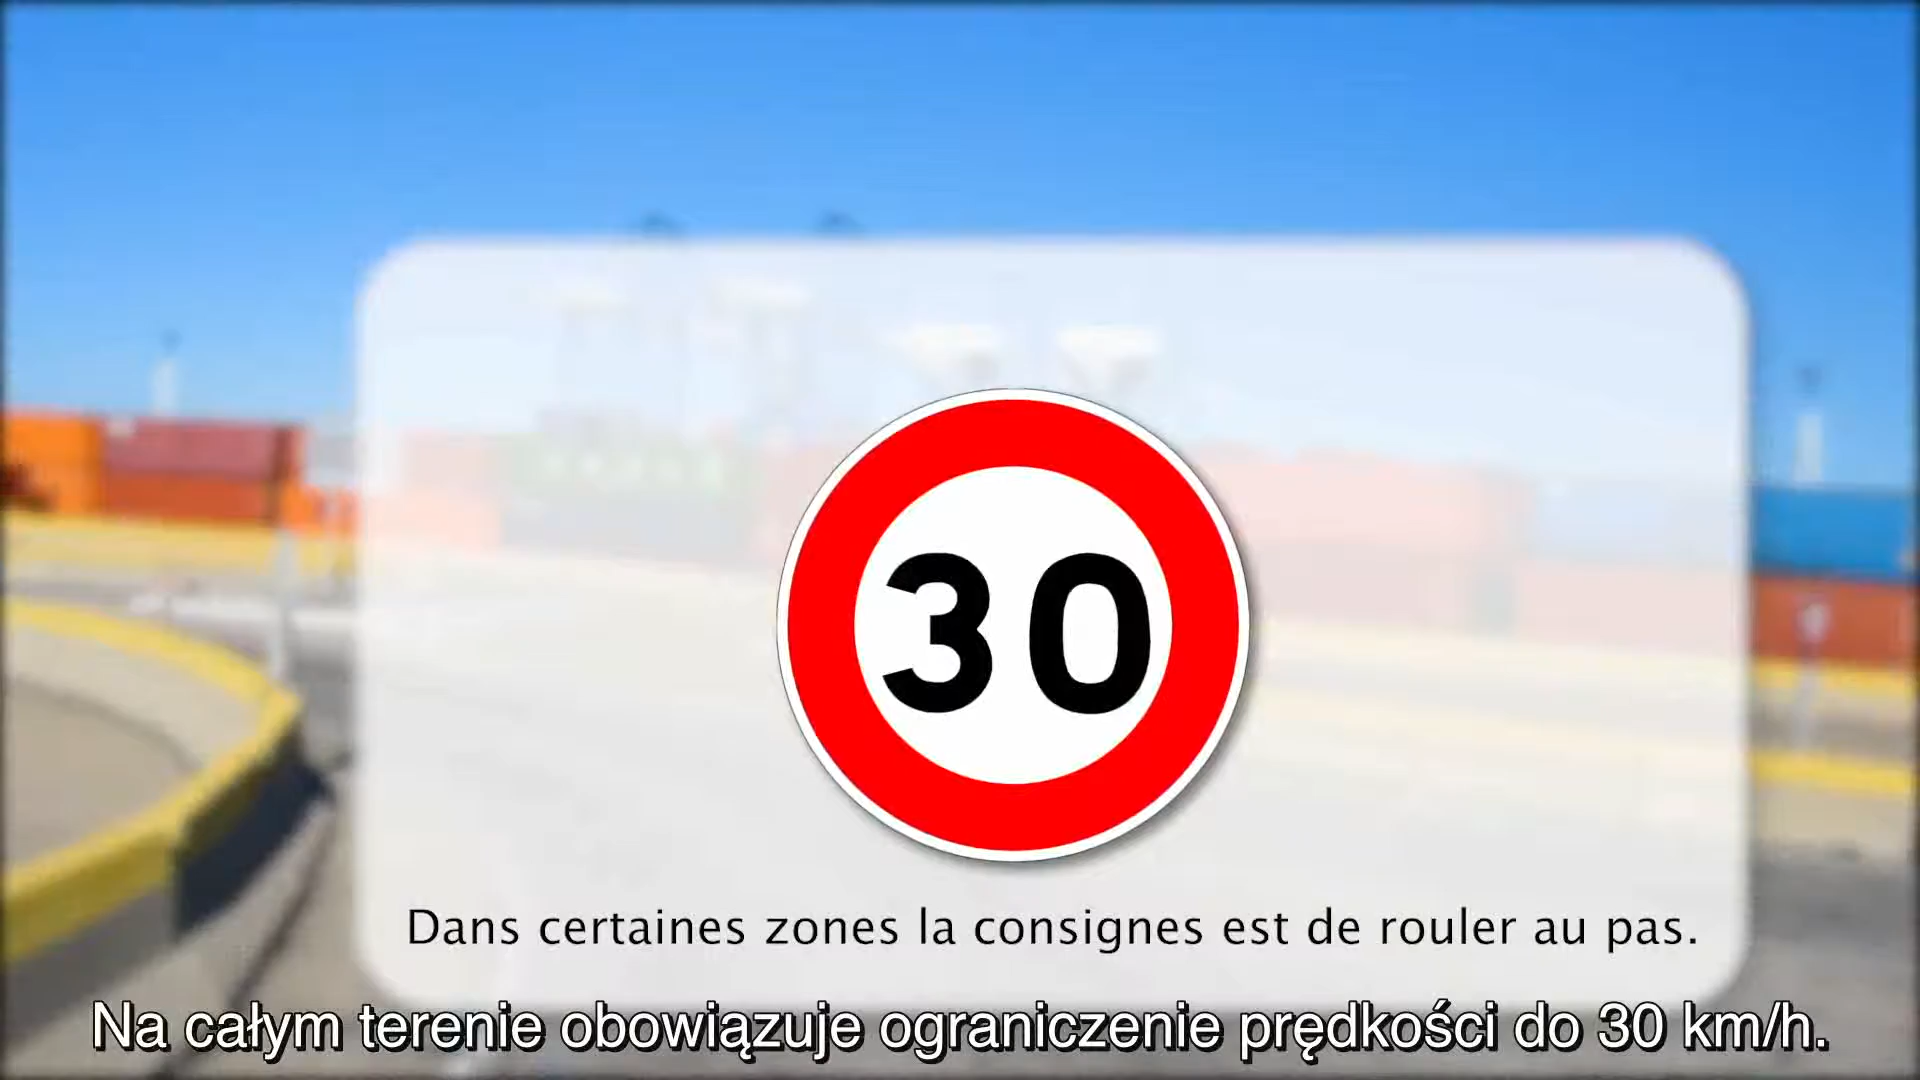 30
Dans certaines zones la consignes est de rouler au pas.
Na całym terenie obowiązuje ograniczenie prędkości do 30 km/h.